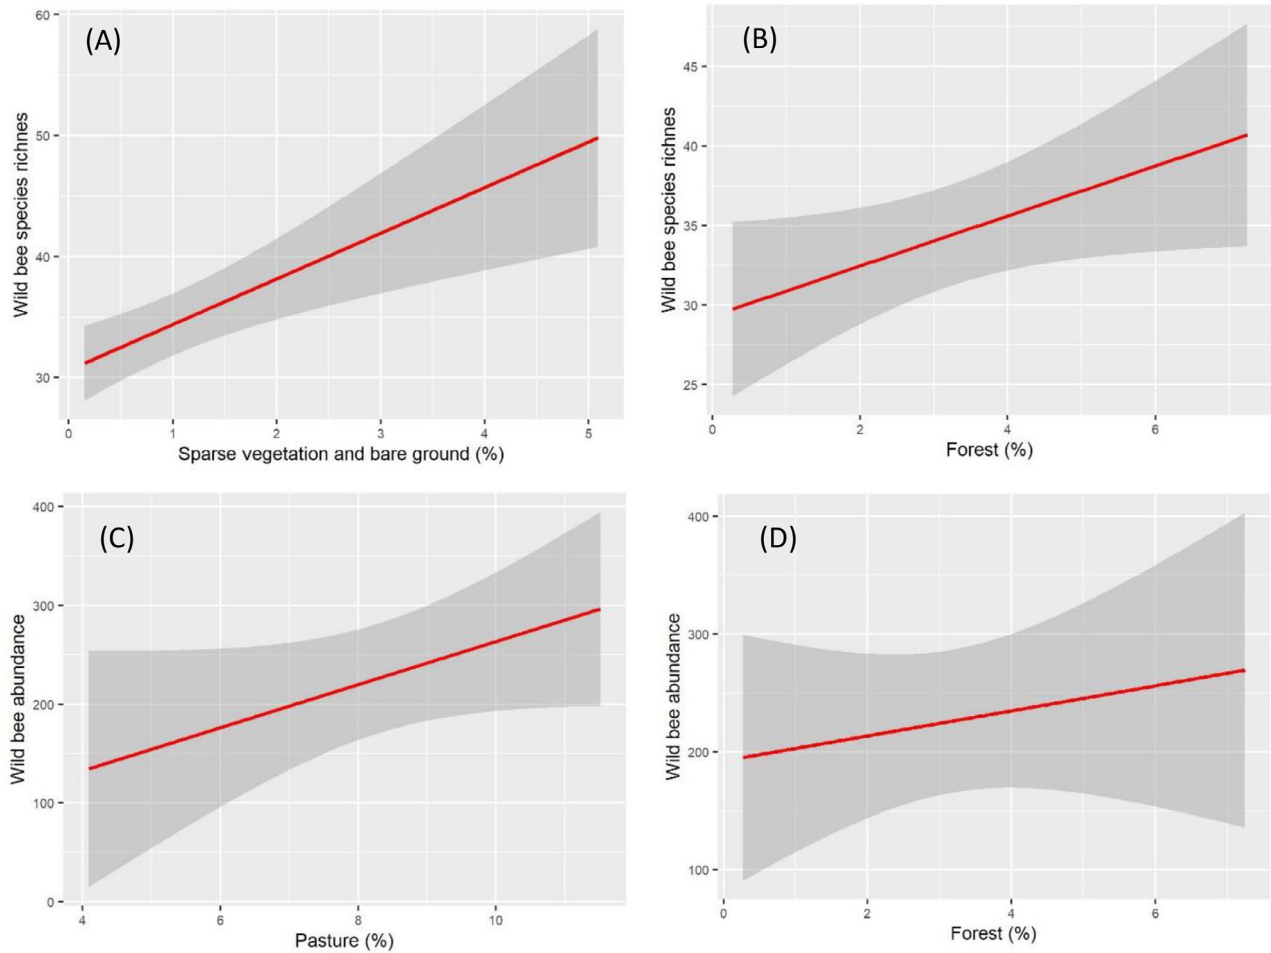 (A)
Wild bee species richnes
60
50
40
30
0 1 2 3 4 5
Sparse vegetation and bare ground (%)
(B)
Wild bee species richnes
45
40
35
30
25
0 2 4 6
Forest (%)
(C)
Wild bee abundance
400
300
200
100
0
4 6 8 10
Pasture (%)
(D)
Wild bee abundance
400
300
200
100
0 2 4 6
Forest (%)